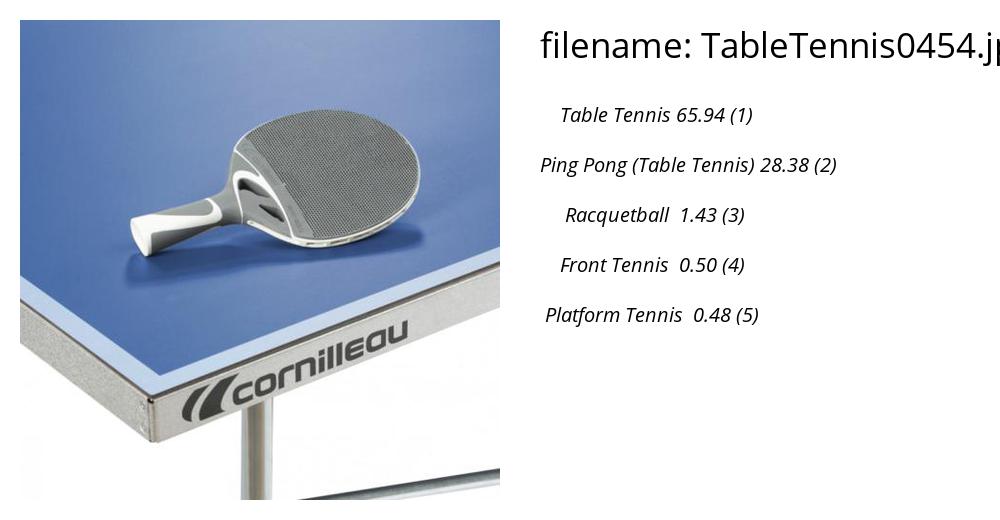 filename: TableTennis0454.jp
Table Tennis 65.94 (1)
Ping Pong (Table Tennis) 28.38 (2)
Racquetball 1.43 (3)
Front Tennis 0.50 (4)
Platform Tennis 0.48 (5)
cornilleau